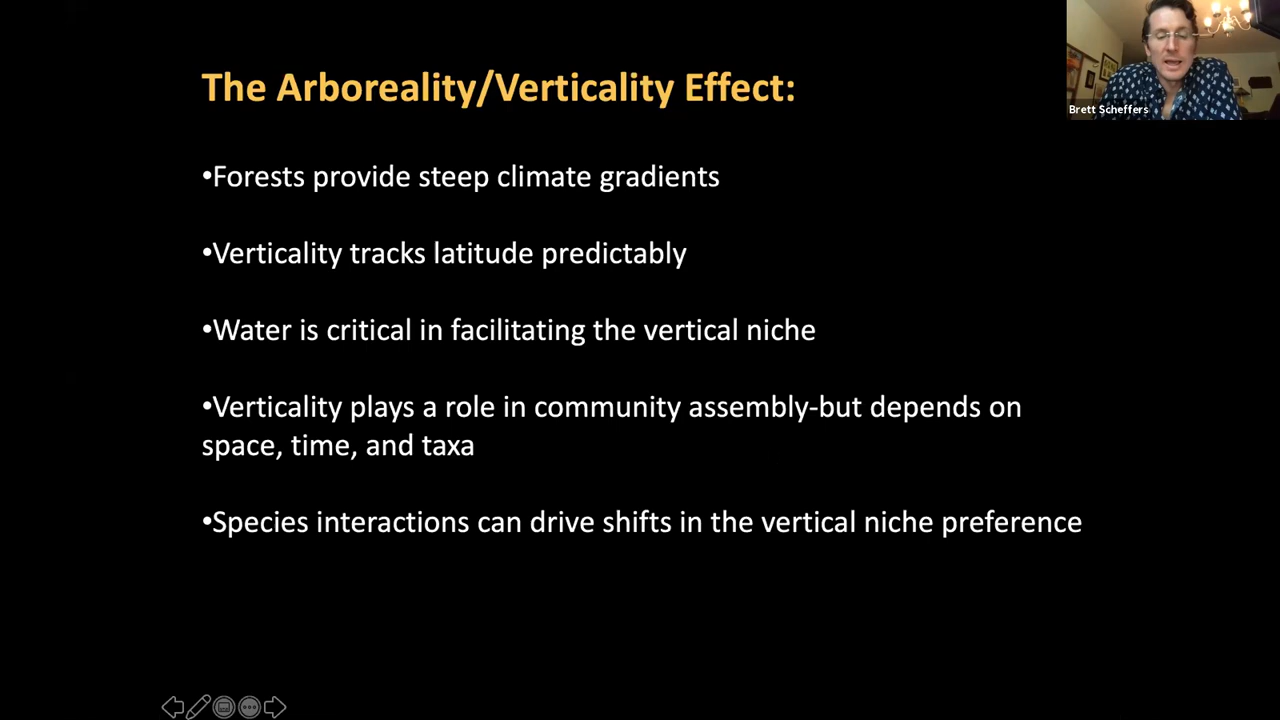 The Arboreality/Verticality Effect:
Brett Scheffers
•Forests provide steep climate gradients
•Verticality tracks latitude predictably
•Water is critical in facilitating the vertical niche
•Verticality plays a role in community assembly-but depends on
space, time, and taxa
•Species interactions can drive shifts in the vertical niche preference